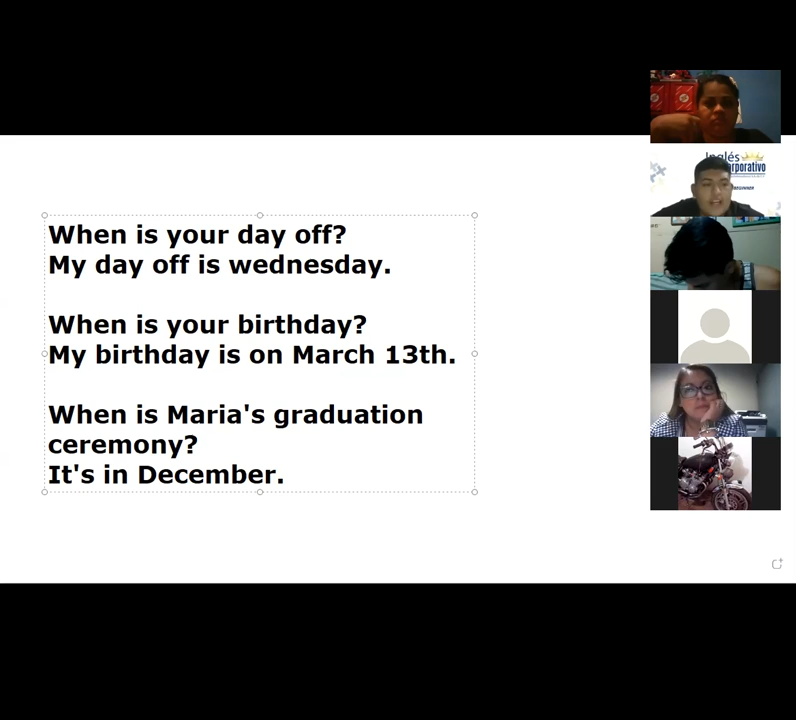 When is your day off?
My day off is wednesday.
When is your birthday?
My birthday is on March 13th.
When is Maria's graduation
ceremony?
It's in December.
Inglés
orporativo